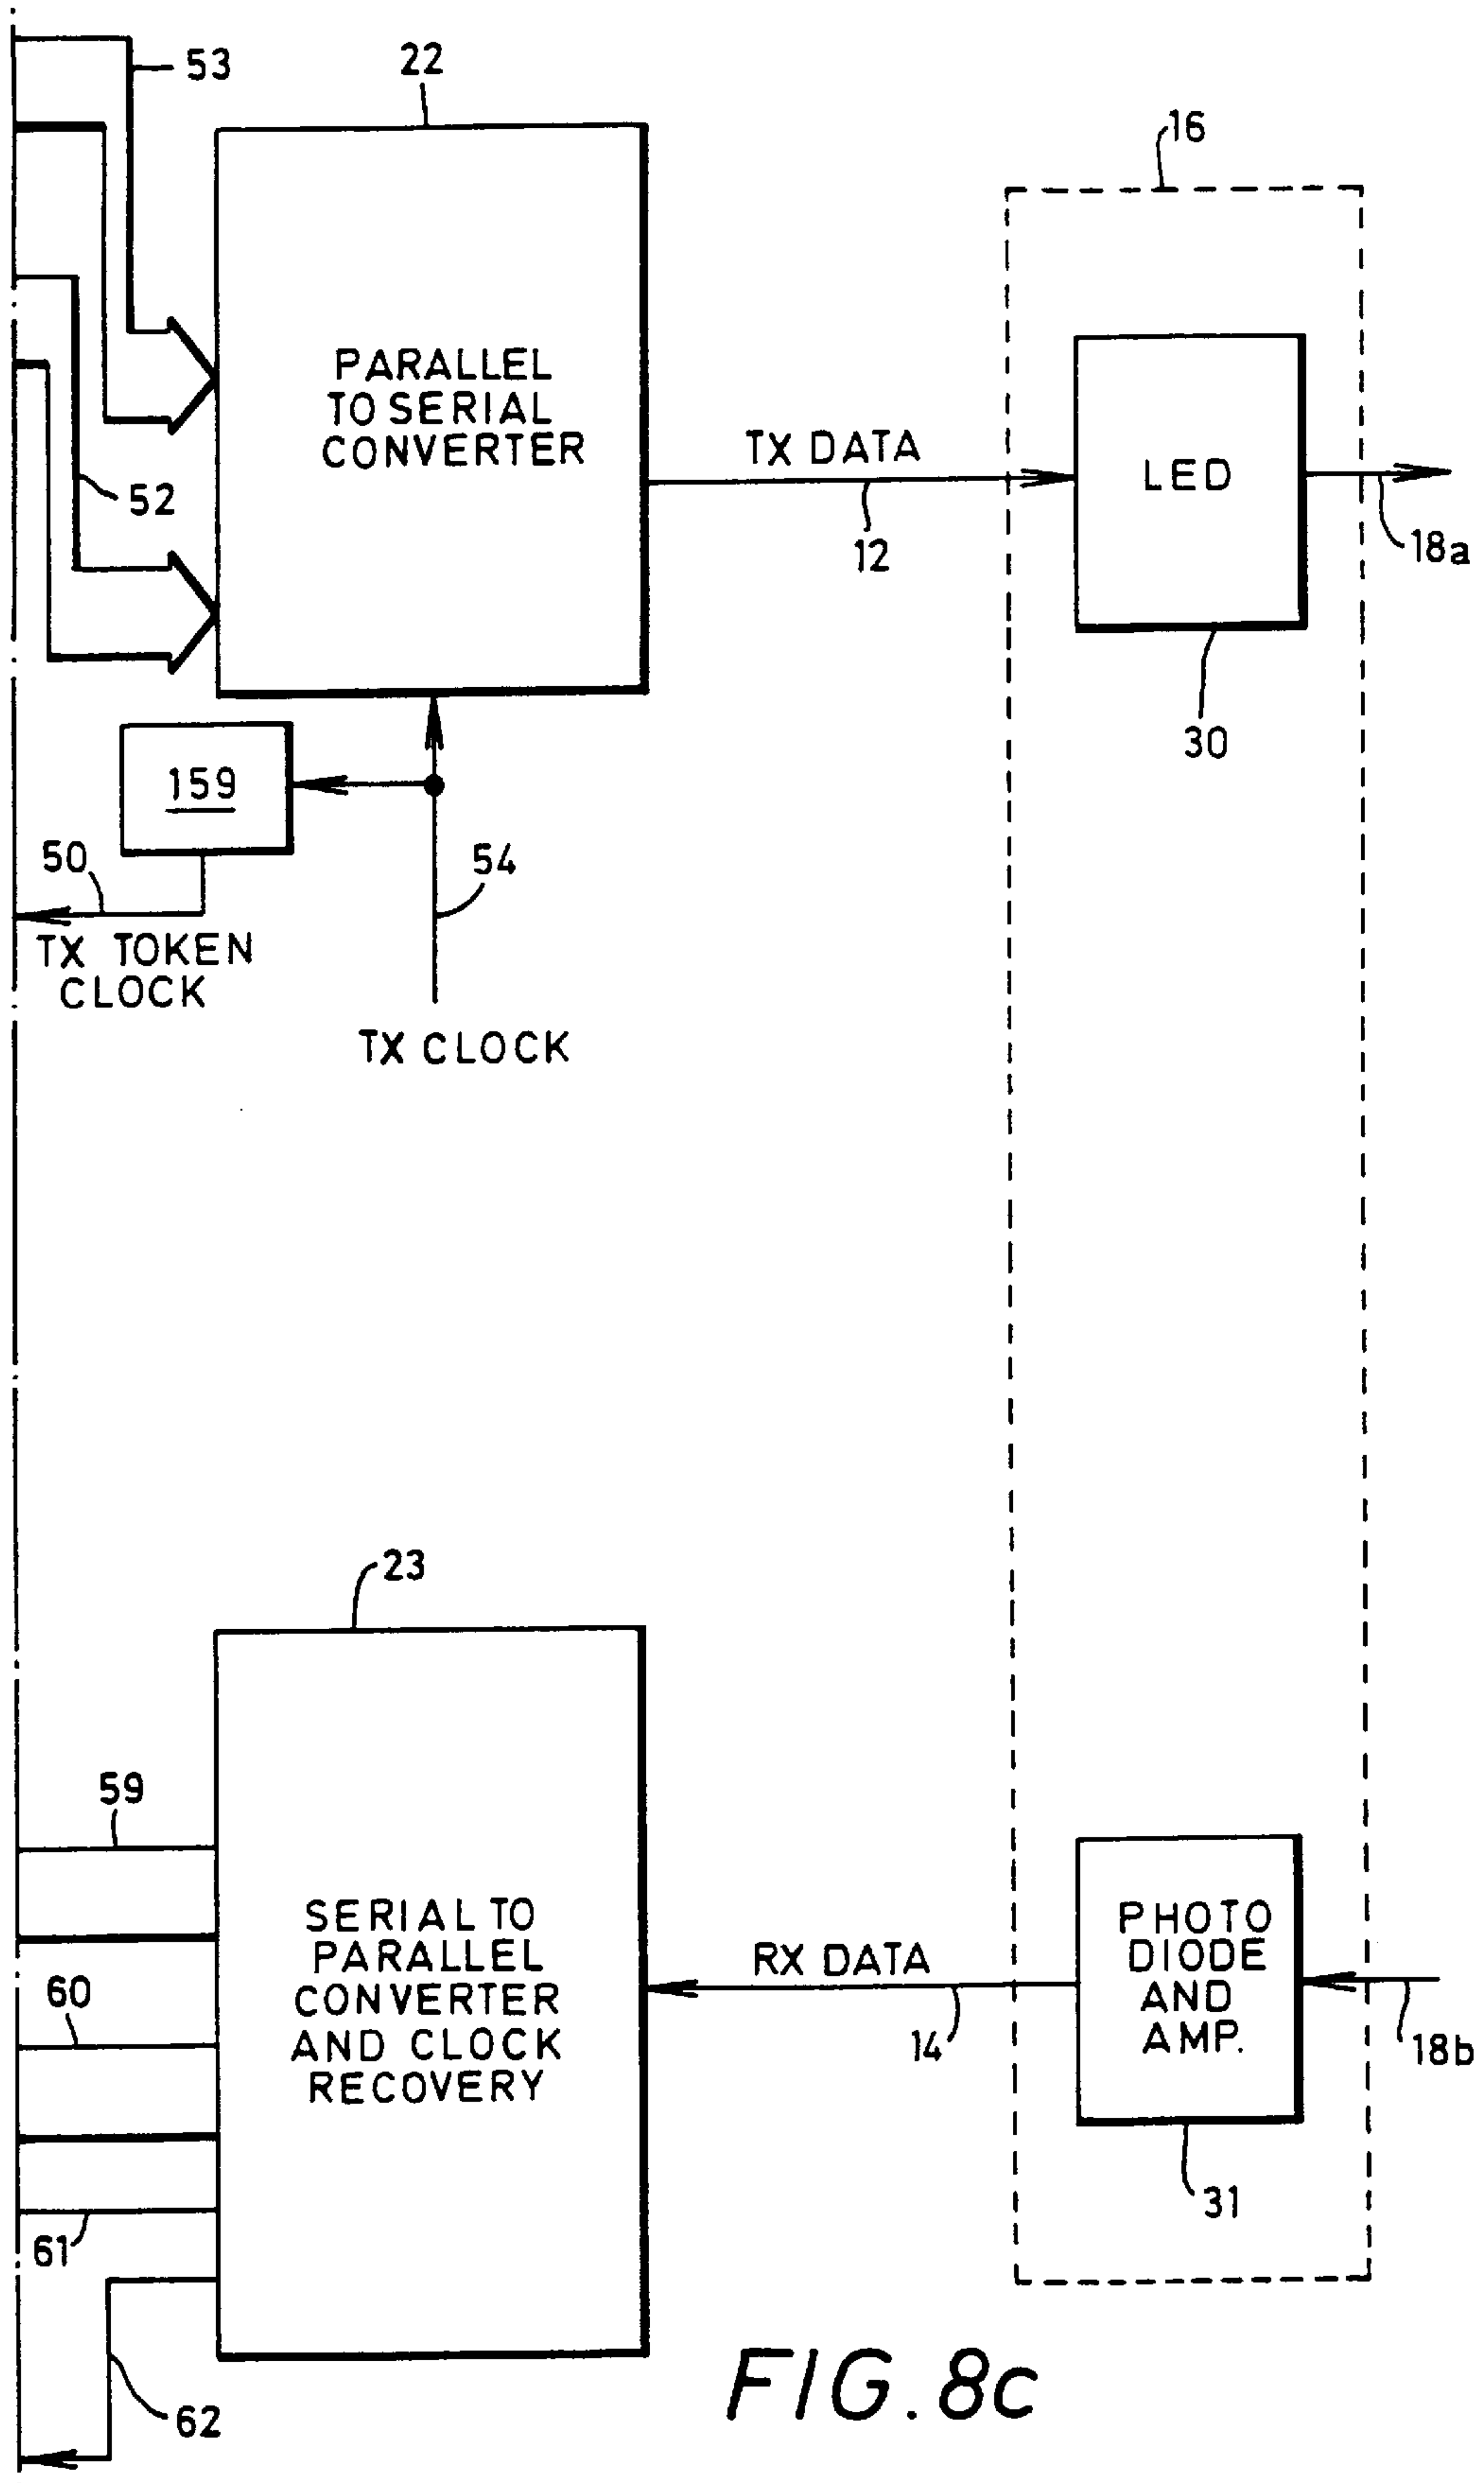 53
22
16
PARALLEL
TO SERIAL
CONVERTER
TX DATA
LED
52
12
18a
30
159
50
54
TX TOKEN
CLOCK
TX CLOCK
23
59
SERIAL TO
PARALLEL
CONVERTER
AND CLOCK
RECOVERY
RX DATA
PHOTO
DIODE
AND
AMP.
60
14
18b
31
61
62
FIG. 8c